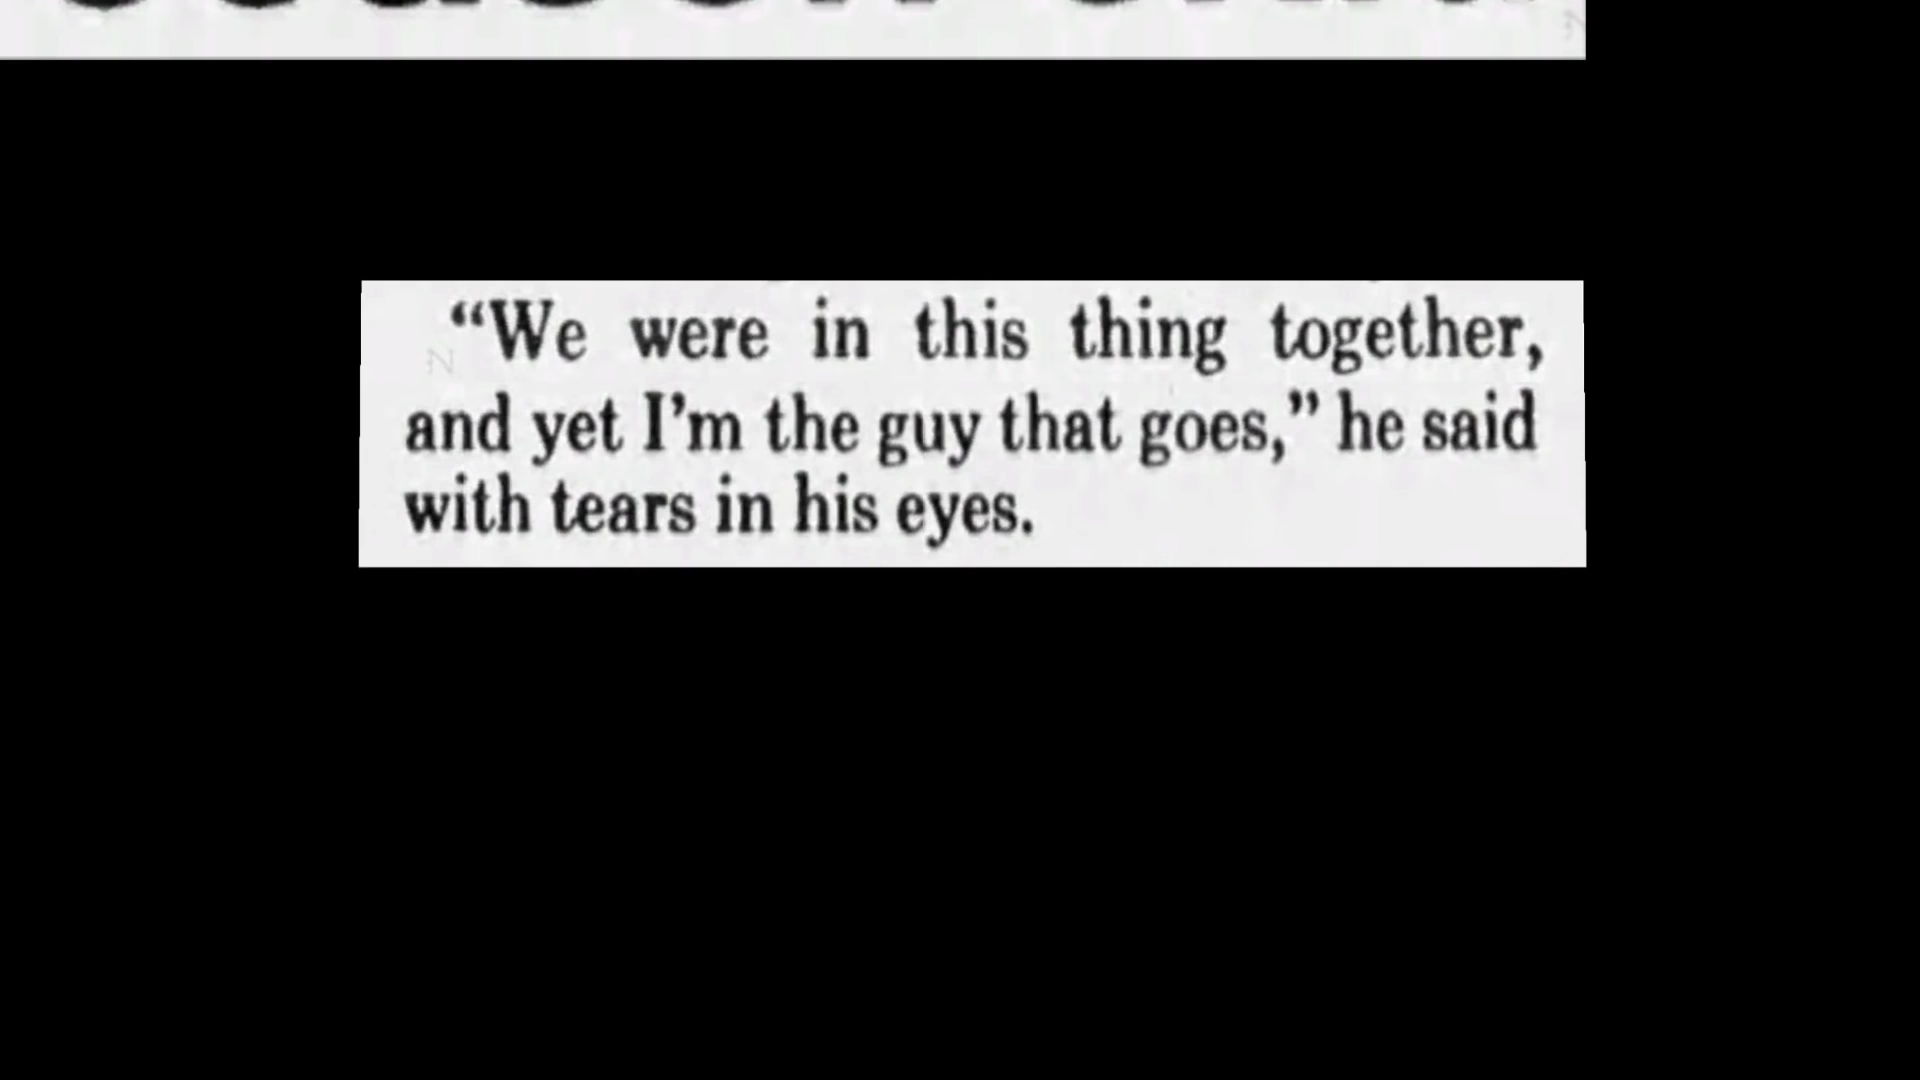 “We were in this thing together,
and yet I’m the guy that goes,” he said
with tears in his eyes.